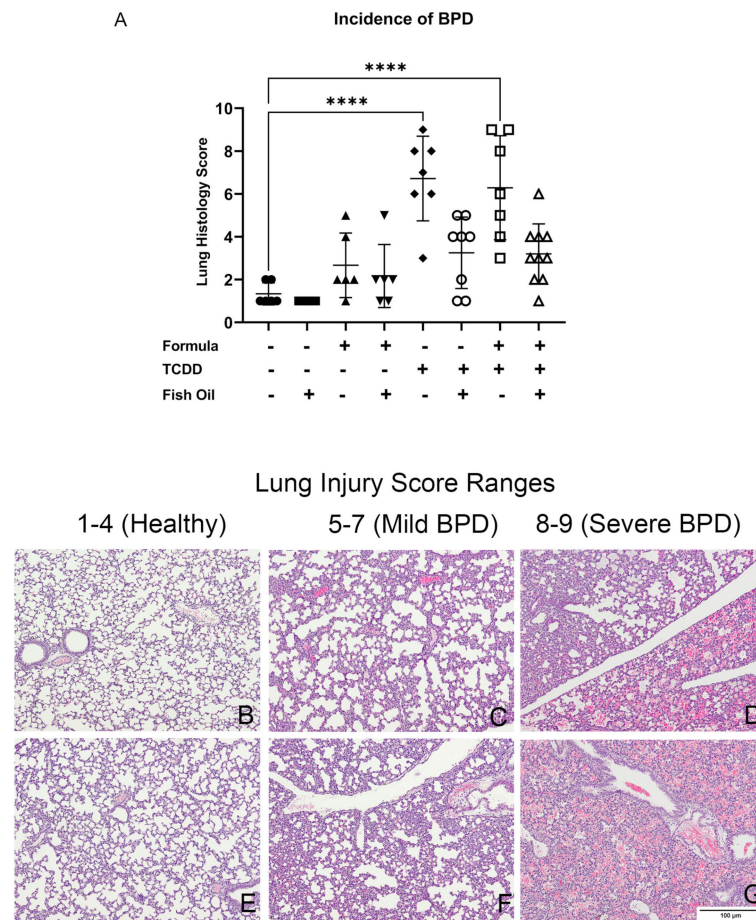 A
Incidence of BPD
****
****
Lung Histology Score
10
8
6
4
2
0
Formula - - + + - - + +
TCDD - - - - + + + +
Fish Oil - + - + - + - +
Lung Injury Score Ranges
1-4 (Healthy) 5-7 (Mild BPD) 8-9 (Severe BPD)
B C D
E F G
100 µm